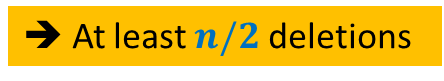 ➔ At least n/2 deletions